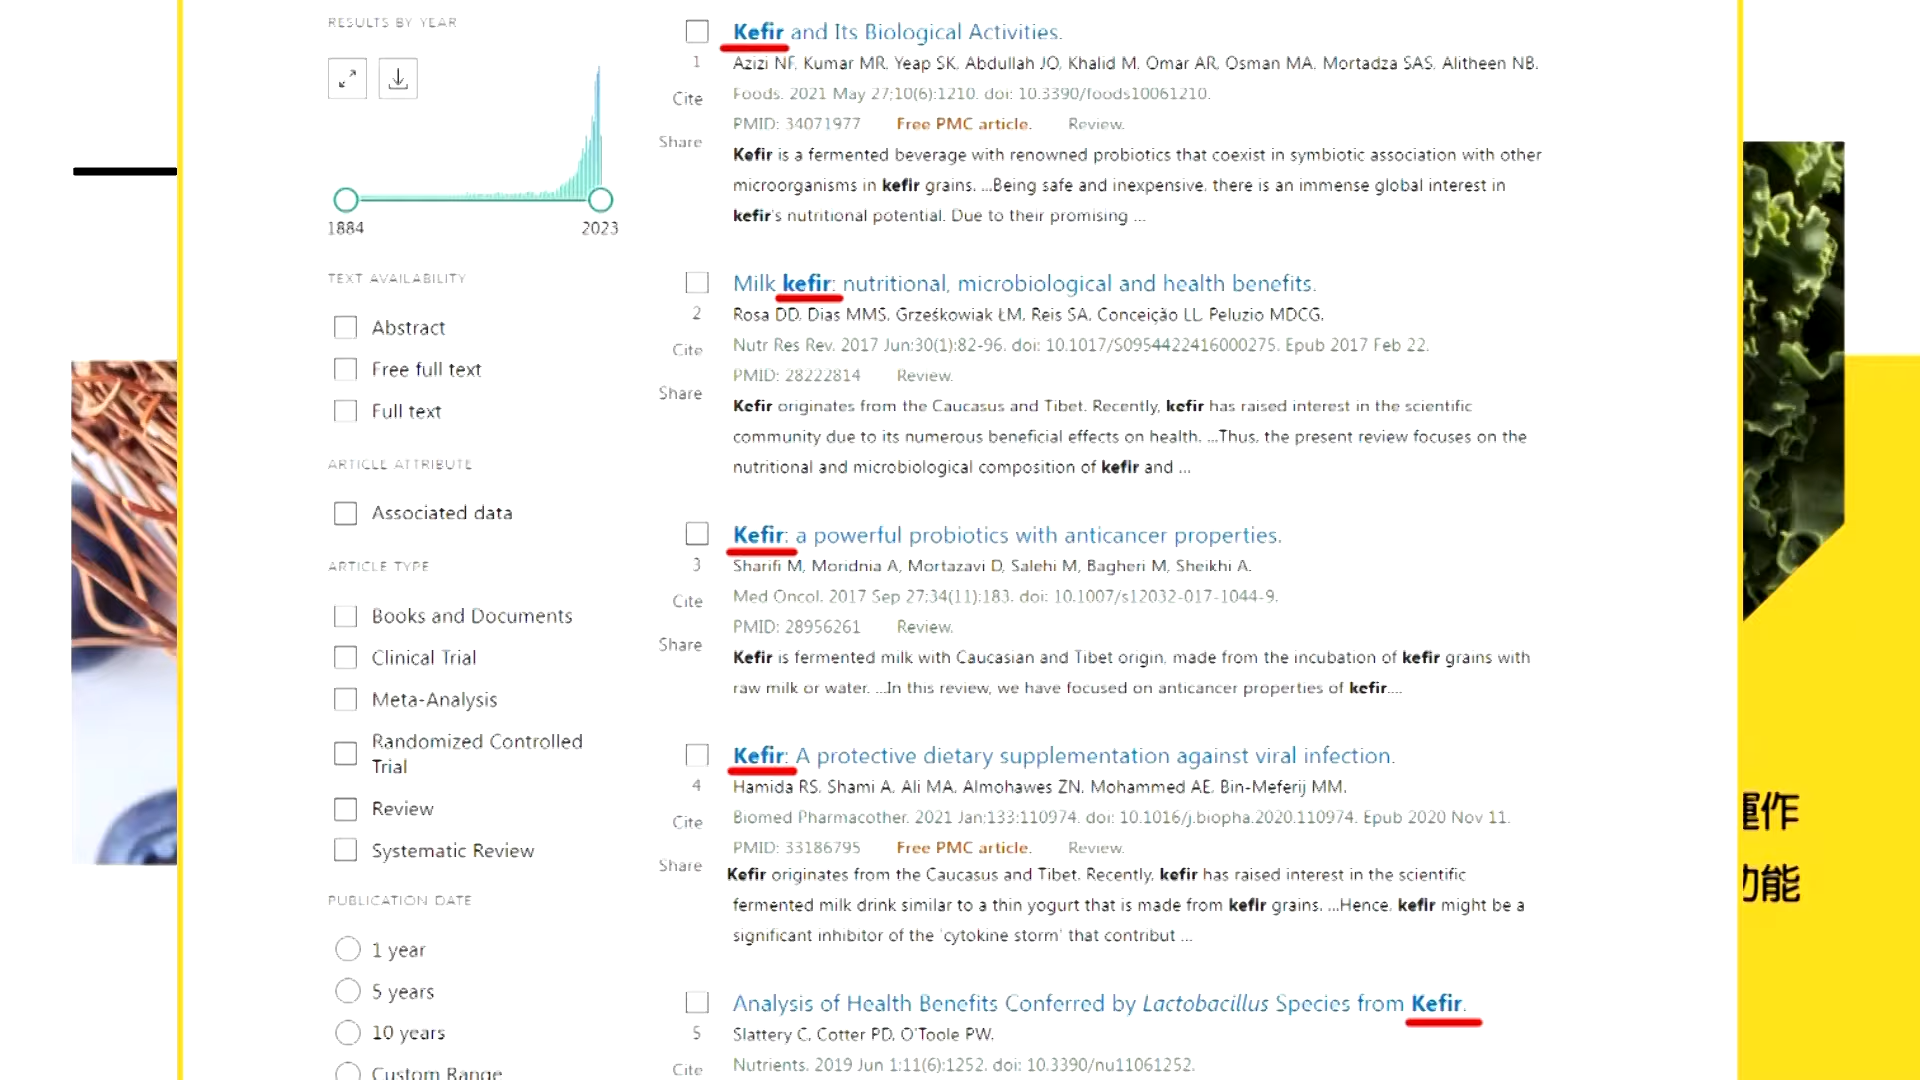 RESULTS BY YEAR
1884
2023
TEXT AVAILABILITY
Abstract
Free full text
Full text
ARTICLE ATTRIBUTE
Associated data
ARTICLE TYPE
Books and Documents
Clinical Trial
Meta-Analysis
Randomized Controlled
Trial
Review
Systematic Review
PUBLICATION DATE
1 year
5 years
10 years
Custom Range
Kefir and Its Biological Activities.
1
Azizi NF, Kumar MR, Yeap SK, Abdullah JO, Khalid M, Omar AR, Osman MA, Mortadza SAS, Alitheen NB.
Cite
Foods. 2021 May 27;10(6):1210. doi: 10.3390/foods10061210.
PMID: 34071977 Free PMC article. Review.
Share
Kefir is a fermented beverage with renowned probiotics that coexist in symbiotic association with other
microorganisms in kefir grains. ...Being safe and inexpensive, there is an immense global interest in
kefir's nutritional potential. Due to their promising ...
Milk kefir: nutritional, microbiological and health benefits.
2
Rosa DD, Dias MMS, Grześkowiak ŁM, Reis SA, Conceição LL, Peluzio MDCG.
Cite
Nutr Res Rev. 2017 Jun;30(1):82-96. doi: 10.1017/S0954422416000275. Epub 2017 Feb 22.
PMID: 28222814 Review.
Share
Kefir originates from the Caucasus and Tibet. Recently, kefir has raised interest in the scientific
community due to its numerous beneficial effects on health. ...Thus, the present review focuses on the
nutritional and microbiological composition of kefir and ...
Kefir: a powerful probiotics with anticancer properties.
3
Sharifi M, Moridnia A, Mortazavi D, Salehi M, Bagheri M, Sheikhi A.
Cite
Med Oncol. 2017 Sep 27;34(11):183. doi: 10.1007/s12032-017-1044-9.
PMID: 28956261 Review.
Share
Kefir is fermented milk with Caucasian and Tibet origin, made from the incubation of kefir grains with
raw milk or water. ...In this review, we have focused on anticancer properties of kefir....
Kefir: A protective dietary supplementation against viral infection.
4
Hamida RS, Shami A, Ali MA, Almohawes ZN, Mohammed AE, Bin-Meferij MM.
Cite
Biomed Pharmacother. 2021 Jan;133:110974. doi: 10.1016/j.biopha.2020.110974. Epub 2020 Nov 11.
PMID: 33186795 Free PMC article. Review.
Share
Kefir originates from the Caucasus and Tibet. Recently, kefir has raised interest in the scientific
fermented milk drink similar to a thin yogurt that is made from kefir grains. ...Hence, kefir might be a
significant inhibitor of the 'cytokine storm' that contribut ...
Analysis of Health Benefits Conferred by Lactobacillus Species from Kefir.
5
Slattery C, Cotter PD, O'Toole PW.
Cite
Nutrients. 2019 Jun 1;11(6):1252. doi: 10.3390/nu11061252.
運作
功能